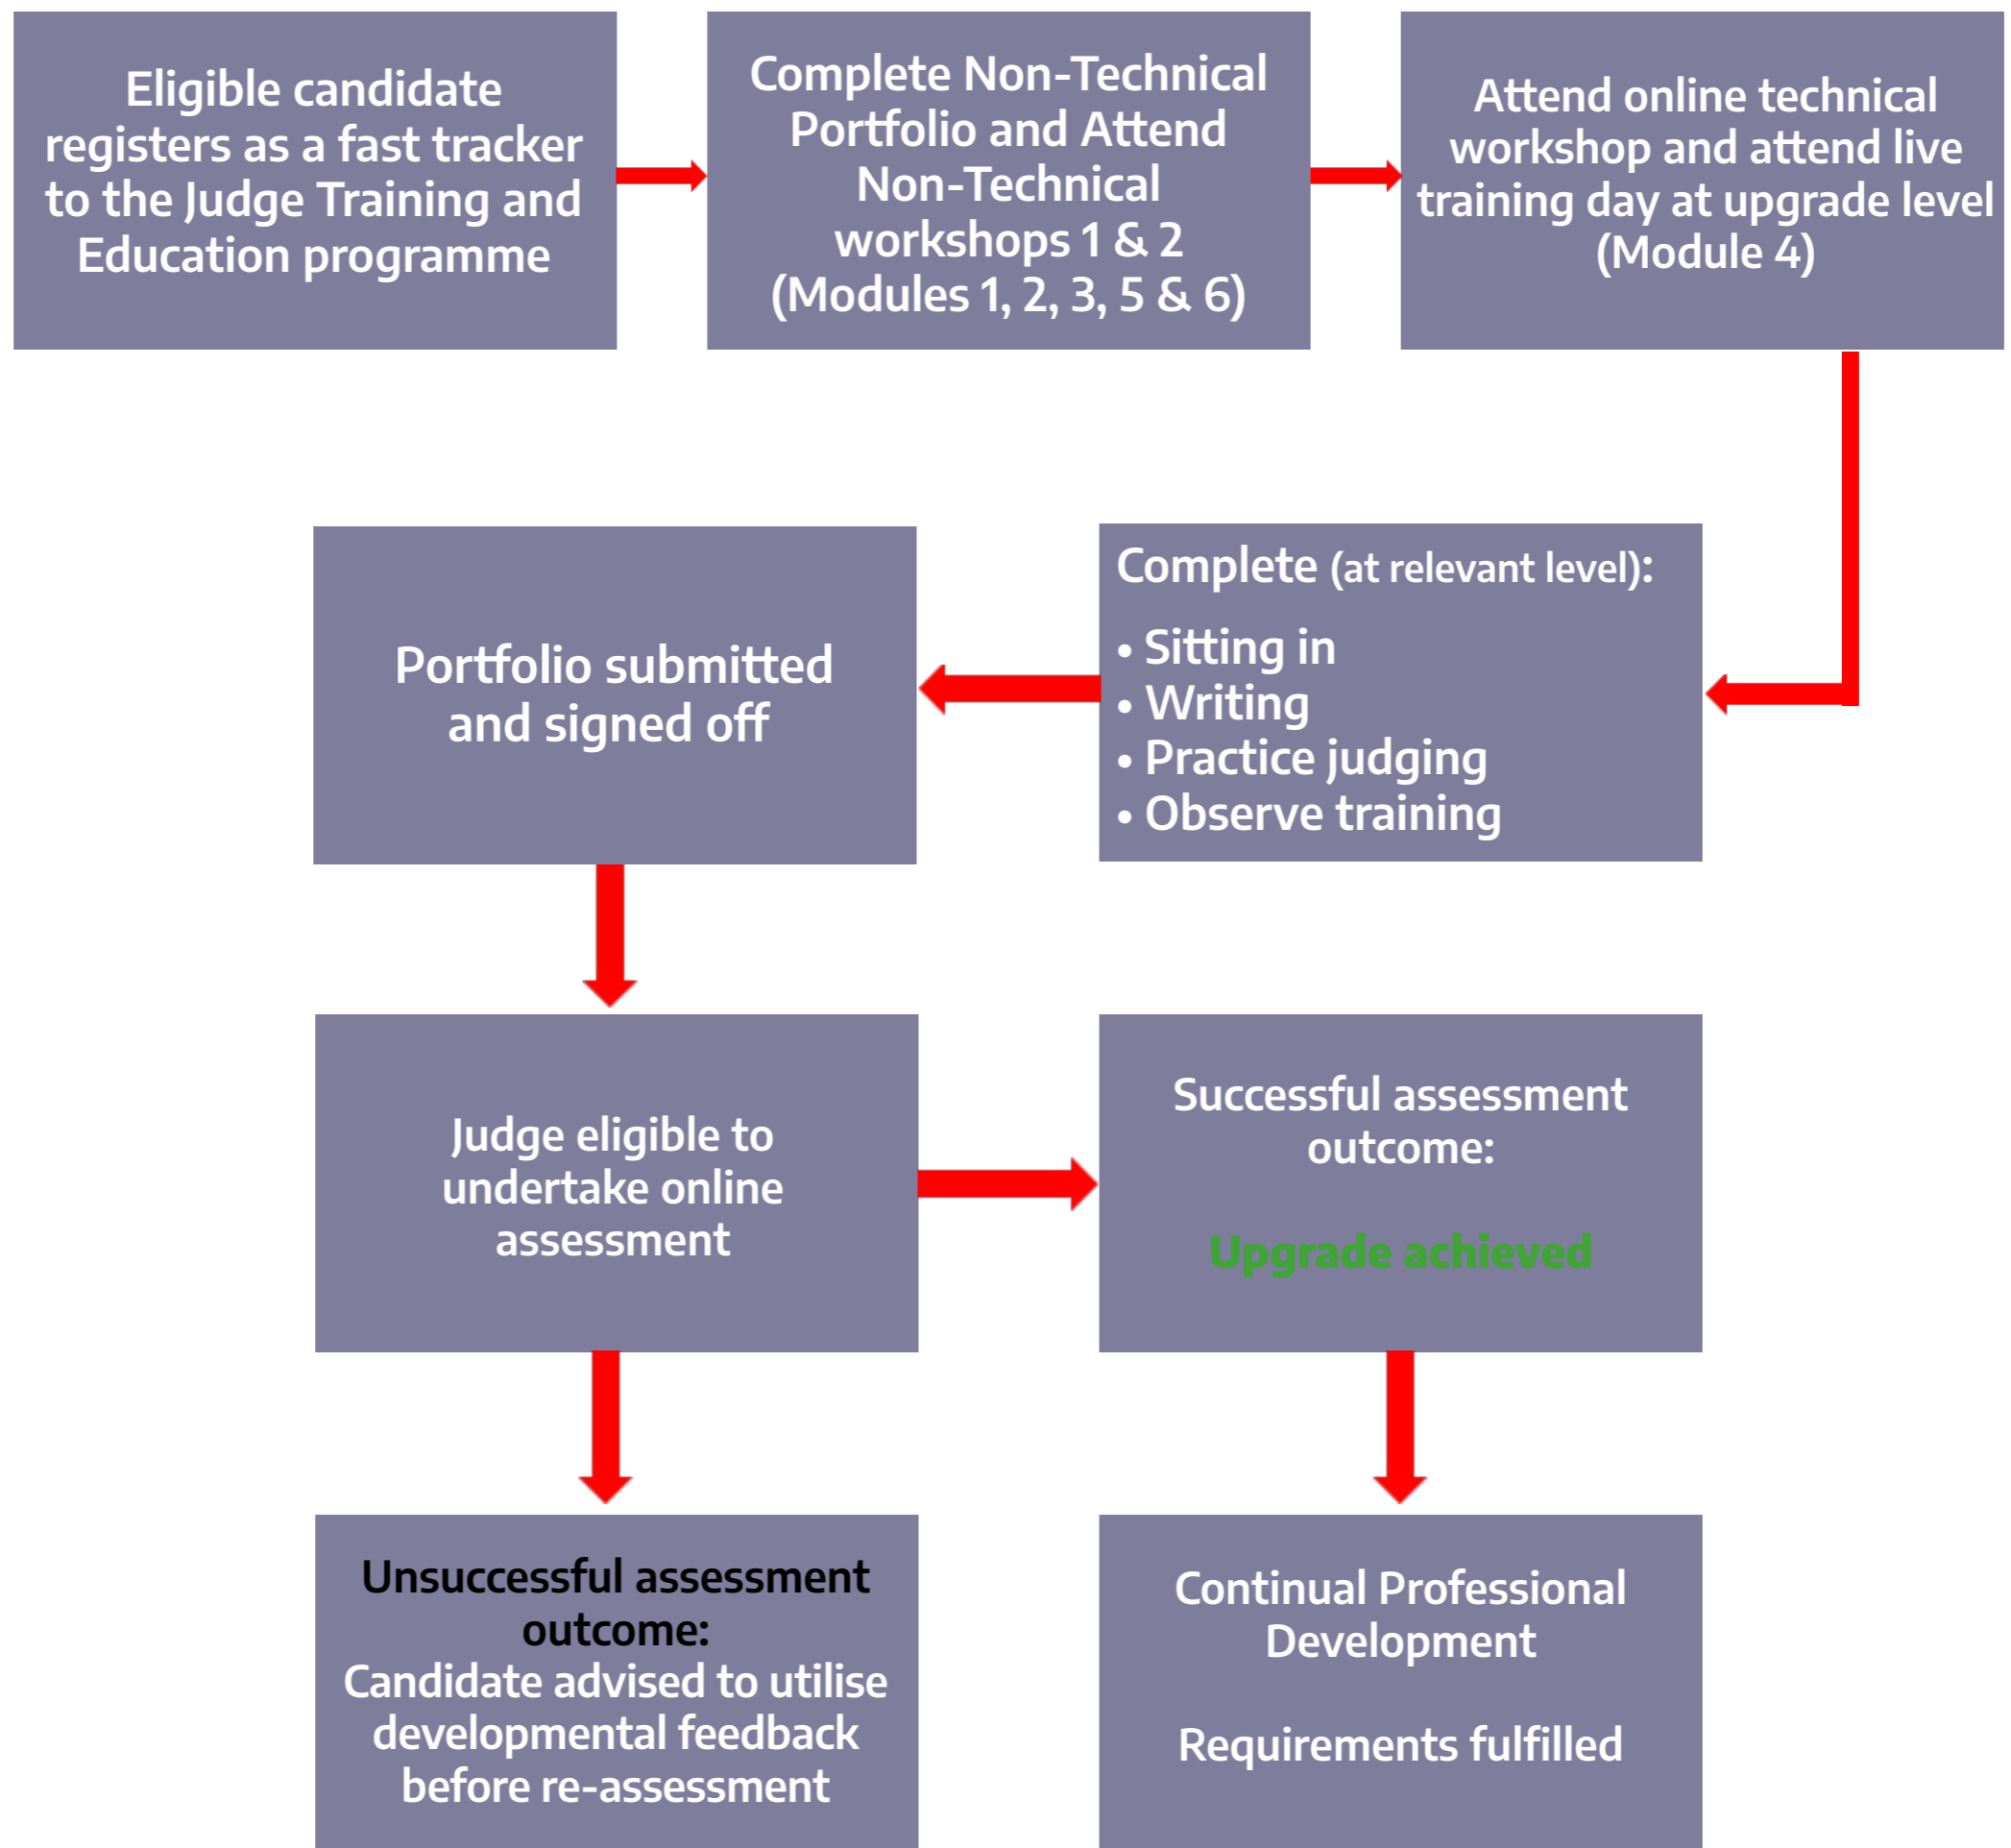 Eligible candidate
registers as a fast tracker
to the Judge Training and
Education programme
Complete Non-Technical
Portfolio and Attend
Non-Technical
workshops 1 & 2
(Modules 1, 2, 3, 5 & 6)
Attend online technical
workshop and attend live
training day at upgrade level
(Module 4)
Complete (at relevant level):
• Sitting in
• Writing
• Practice judging
• Observe training
Portfolio submitted
and signed off
Judge eligible to
undertake online
assessment
Successful assessment
outcome:
Upgrade achieved
Unsuccessful assessment
outcome:
Candidate advised to utilise
developmental feedback
before re-assessment
Continual Professional
Development
Requirements fulfilled